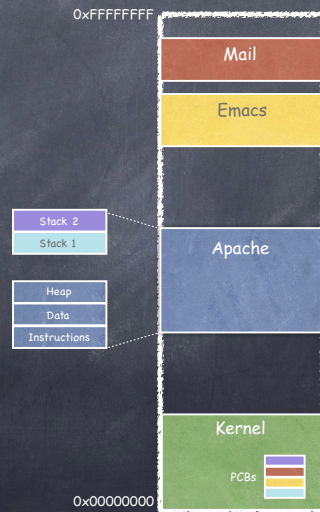 0xFFFFFFFF
Mail
Emacs
Stack 2
Stack 1
Apache
Heap
Data
Instructions
Kernel
PCBs
0x00000000